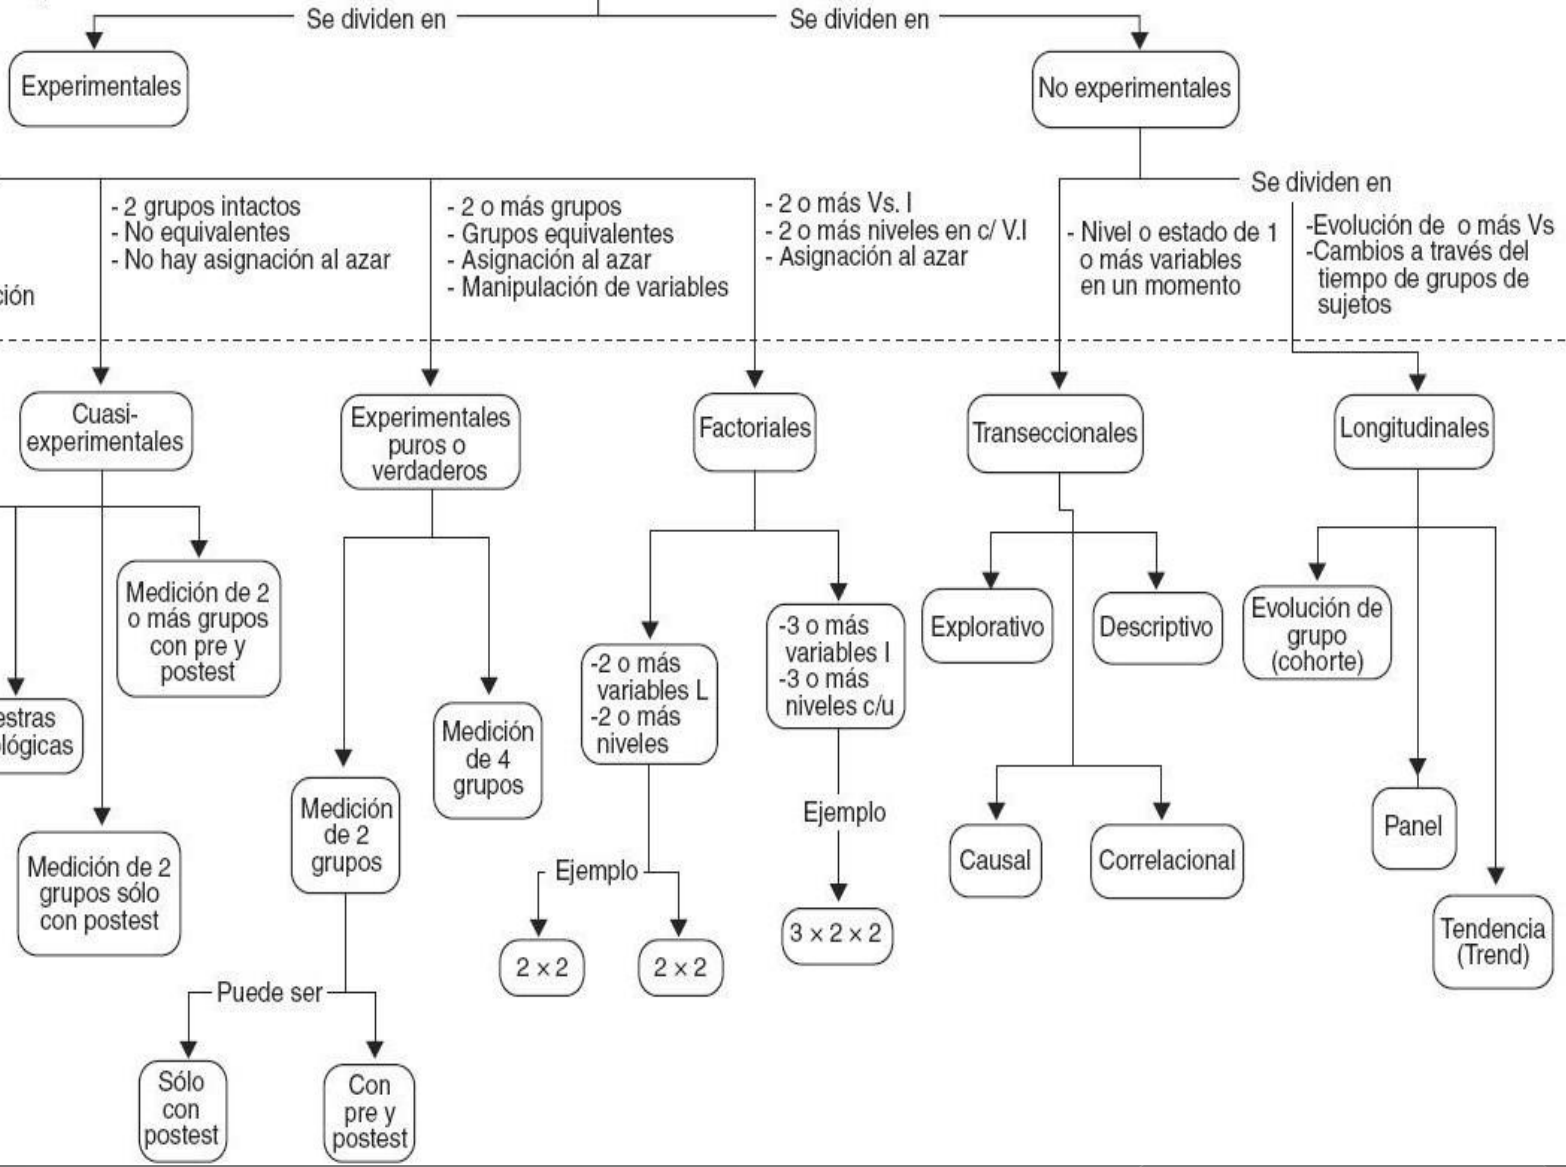 Se dividen en
Se dividen en
Experimentales
No experimentales
Se dividen en
- 2 grupos intactos
- No equivalentes
- No hay asignación al azar
- 2 o más grupos
- Grupos equivalentes
- Asignación al azar
- Manipulación de variables
- 2 o más Vs. I
- 2 o más niveles en c/ V.I
- Asignación al azar
- Nivel o estado de 1
o más variables
en un momento
-Evolución de o más Vs
-Cambios a través del
tiempo de grupos de
sujetos
ción
Cuasi-
experimentales
Experimentales
puros o
verdaderos
Factoriales
Transeccionales
Longitudinales
Medición de 2
o más grupos
con pre y
postest
estras
lógicas
Medición de 2
grupos sólo
con postest
Medición
de 2
grupos
Medición
de 4
grupos
Puede ser
Sólo
con
postest
Con
pre y
postest
-2 o más
variables L
-2 o más
niveles
-3 o más
variables I
-3 o más
niveles c/u
Ejemplo
2 × 2
2 × 2
Ejemplo
3 × 2 × 2
Explorativo
Descriptivo
Causal
Correlacional
Evolución de
grupo
(cohorte)
Panel
Tendencia
(Trend)